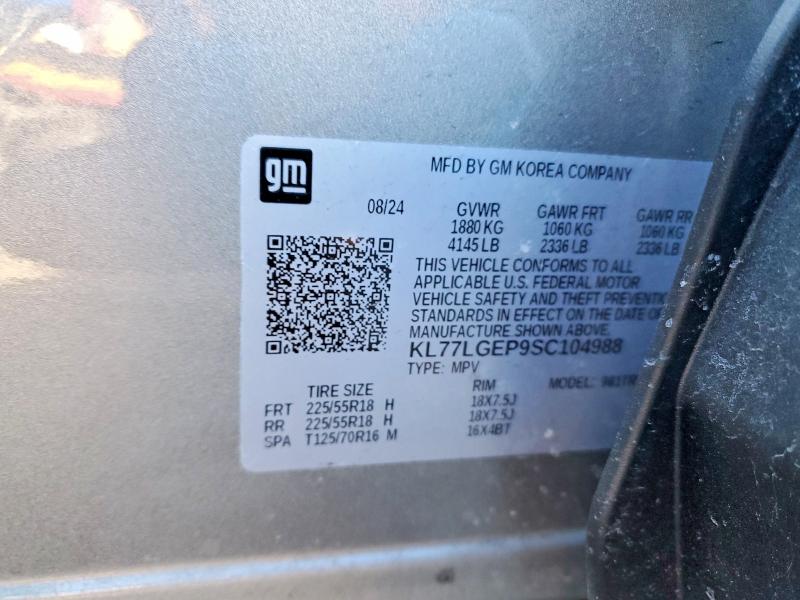 gm
MFD BY GM KOREA COMPANY
08/24 GVWR GAWR FRT GAWR RR
1880 KG 1060 KG 1060 KG
4145 LB 2336 LB 2336 LB
THIS VEHICLE CONFORMS TO ALL
APPLICABLE U.S. FEDERAL MOTOR
VEHICLE SAFETY AND THEFT PREVENTI
STANDARDS IN EFFECT ON THE DATE OF
MANUFACTURE SHOWN ABOVE.
KL77LGEP9SC104988
TYPE: MPV
TIRE SIZE RIM MODEL:
FRT 225/55R18 H 18X7.5J
RR 225/55R18 H 18X7.5J
SPA T125/70R16 M 16X4BT